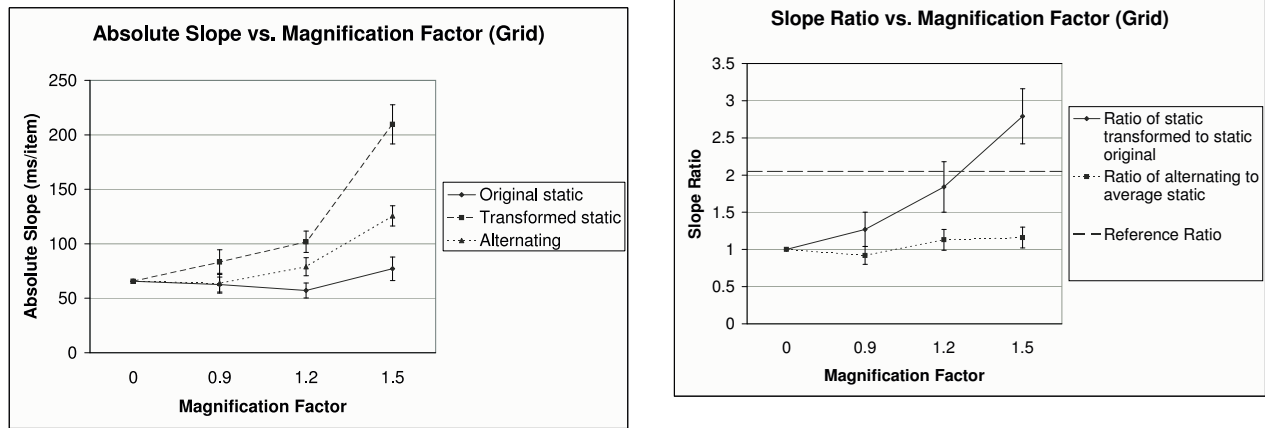 Absolute Slope vs. Magnification Factor (Grid)
250
200
150
100
50
0
Absolute Slope (ms/item)
0 0.9 1.2 1.5
Magnification Factor
Original static
Transformed static
Alternating
Slope Ratio vs. Magnification Factor (Grid)
3.5
3
2.5
2
1.5
1
0.5
0
Slope Ratio
0 0.9 1.2 1.5
Magnification Factor
Ratio of static
transformed to static
original
Ratio of alternating to
average static
Reference Ratio